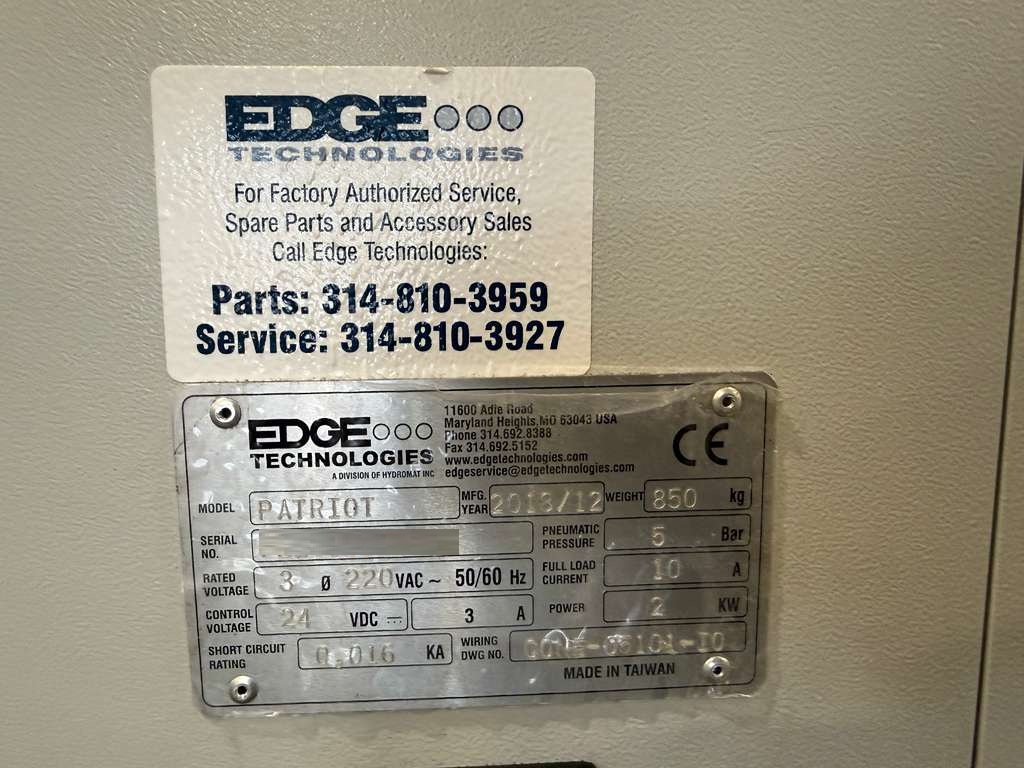 EDGE
TECHNOLOGIES
For Factory Authorized Service,
Spare Parts and Accessory Sales
Call Edge Technologies:
Parts: 314-810-3959
Service: 314-810-3927
EDGE
TECHNOLOGIES
A DIVISION OF HYDROMAT INC
11600 Adie Road
Maryland Heights, MO 63043 USA
Phone 314.692.8388
Fax 314.692.5152
www.edgetechnologies.com
edgeservice@edgetechnologies.com
CE
MODEL PATRIOT MFG. YEAR 2018/12 WEIGHT 850 kg
SERIAL NO. PNEUMATIC PRESSURE 5 Bar
RATED VOLTAGE 3 Ø 220 VAC ~ 50/60 Hz FULL LOAD CURRENT 10 A
CONTROL VOLTAGE 24 VDC 3 A POWER 2 KW
SHORT CIRCUIT RATING 0.016 KA WIRING DWG NO.
MADE IN TAIWAN